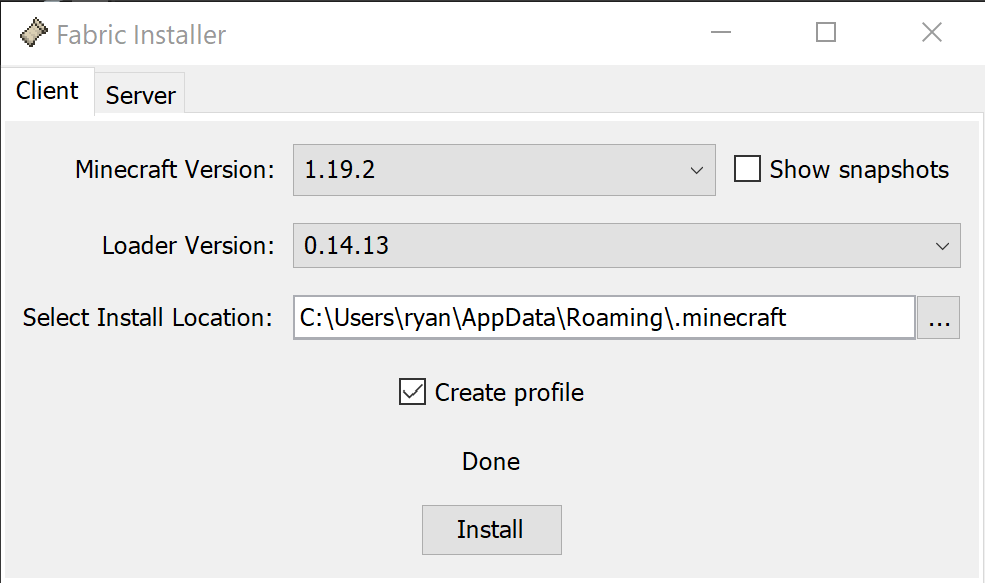 Fabric Installer
Client
Server
Minecraft Version:
1.19.2
Show snapshots
Loader Version:
0.14.13
Select Install Location:
C:\Users\ryan\AppData\Roaming\.minecraft
...
Create profile
Done
Install